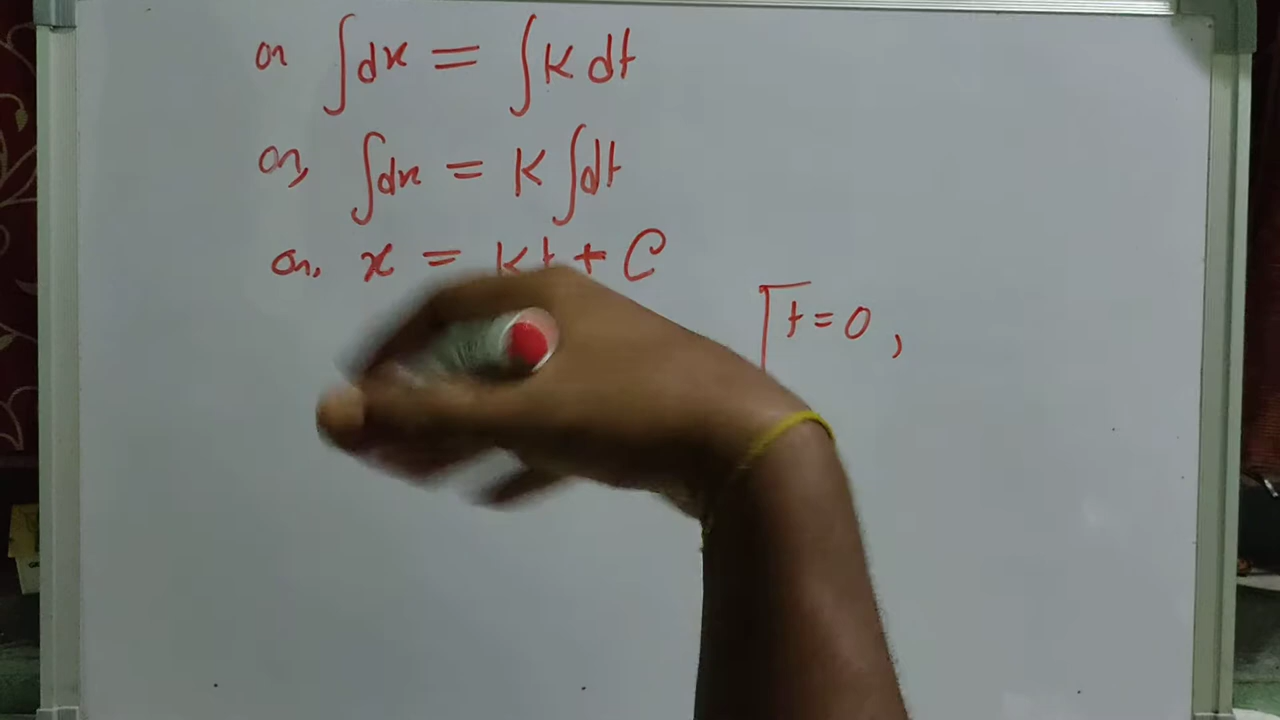 or ∫dx = ∫K dt
or, ∫dx = K ∫dt
or, x = Kt + C
t = 0 ,